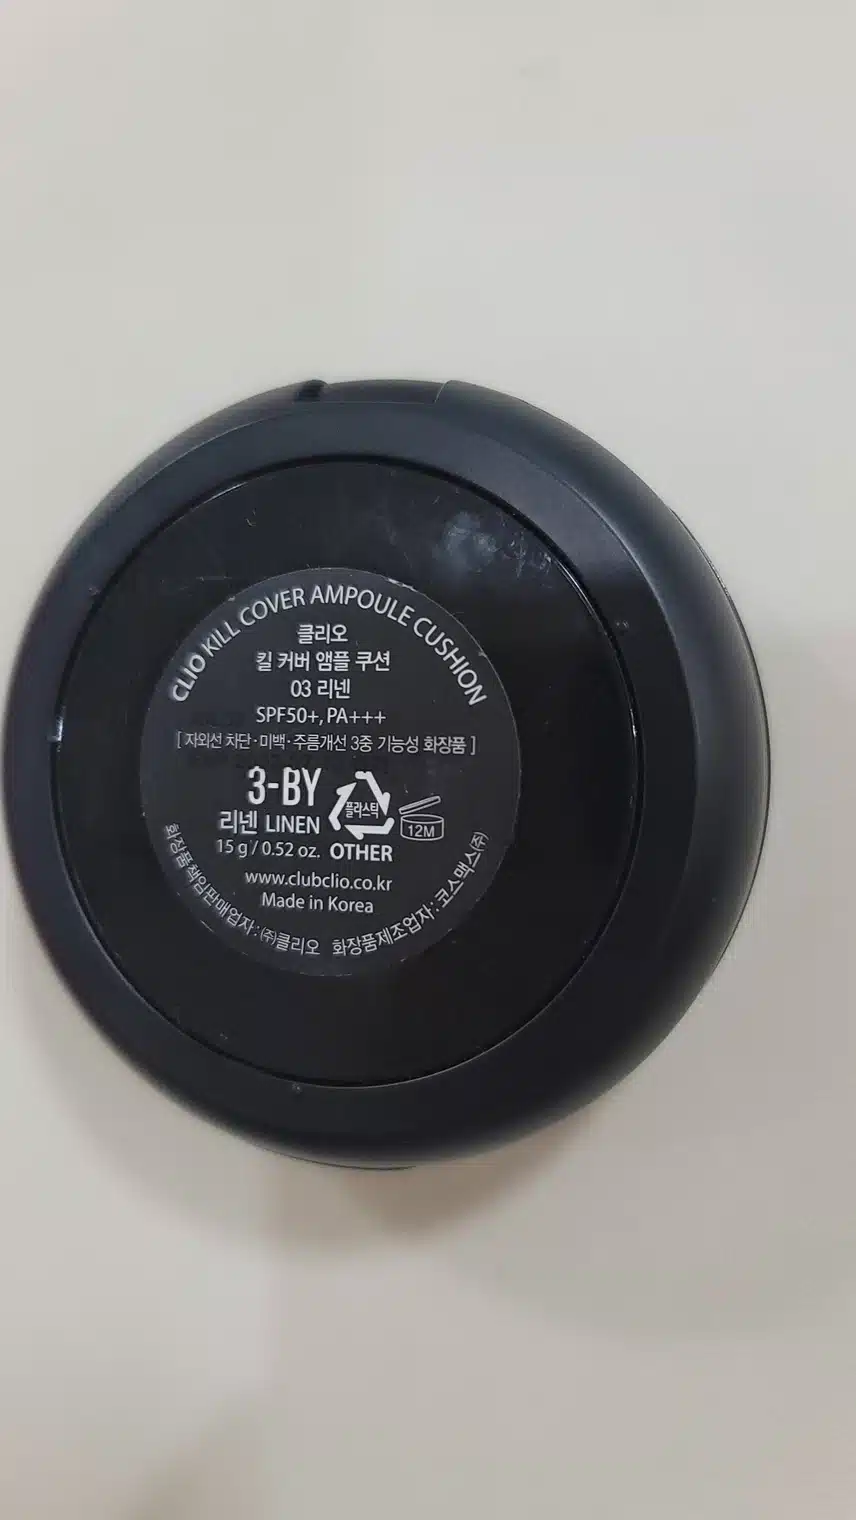 CLIO KILL COVER AMPOULE CUSHION
클리오
킬 커버 앰플 쿠션
03 리넨
SPF50+, PA+++
[ 자외선 차단·미백·주름개선 3중 기능성 화장품 ]
3-BY
리넨 LINEN
플라스틱
OTHER
12M
15 g / 0.52 oz.
www.clubclio.co.kr
Made in Korea
화장품책임판매업자: ㈜클리오 화장품제조업자: 코스맥스㈜